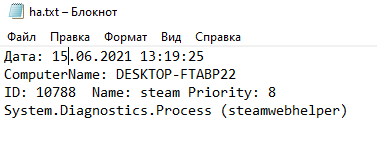 ha.txt – Блокнот
Файл Правка Формат Вид Справка
Дата: 15.06.2021 13:19:25
ComputerName: DESKTOP-FTABP22
ID: 10788  Name: steam Priority: 8
System.Diagnostics.Process (steamwebhelper)